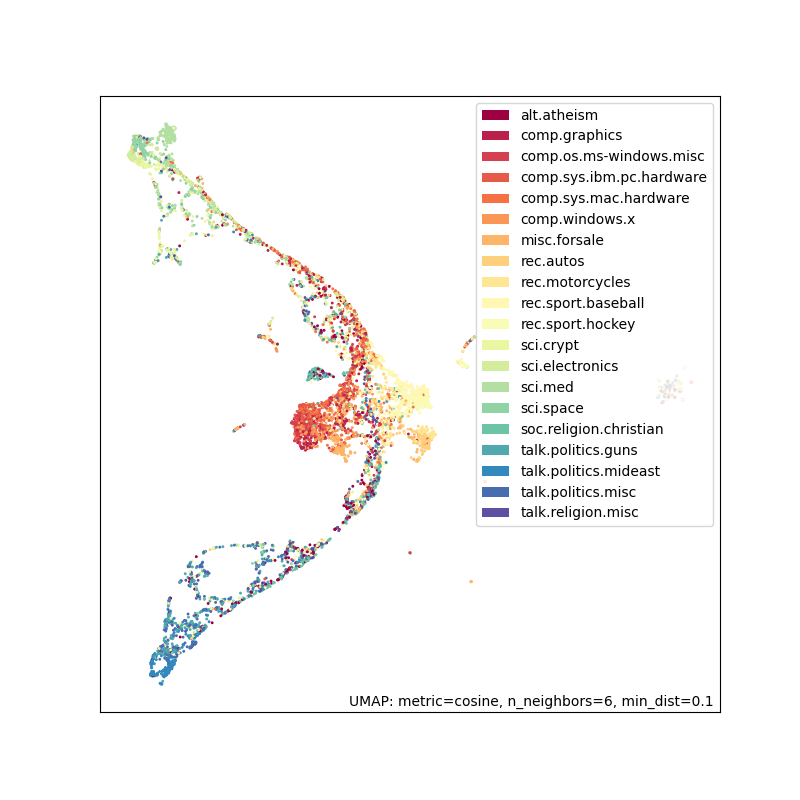 alt.atheism
comp.graphics
comp.os.ms-windows.misc
comp.sys.ibm.pc.hardware
comp.sys.mac.hardware
comp.windows.x
misc.forsale
rec.autos
rec.motorcycles
rec.sport.baseball
rec.sport.hockey
sci.crypt
sci.electronics
sci.med
sci.space
soc.religion.christian
talk.politics.guns
talk.politics.mideast
talk.politics.misc
talk.religion.misc
UMAP: metric=cosine, n_neighbors=6, min_dist=0.1